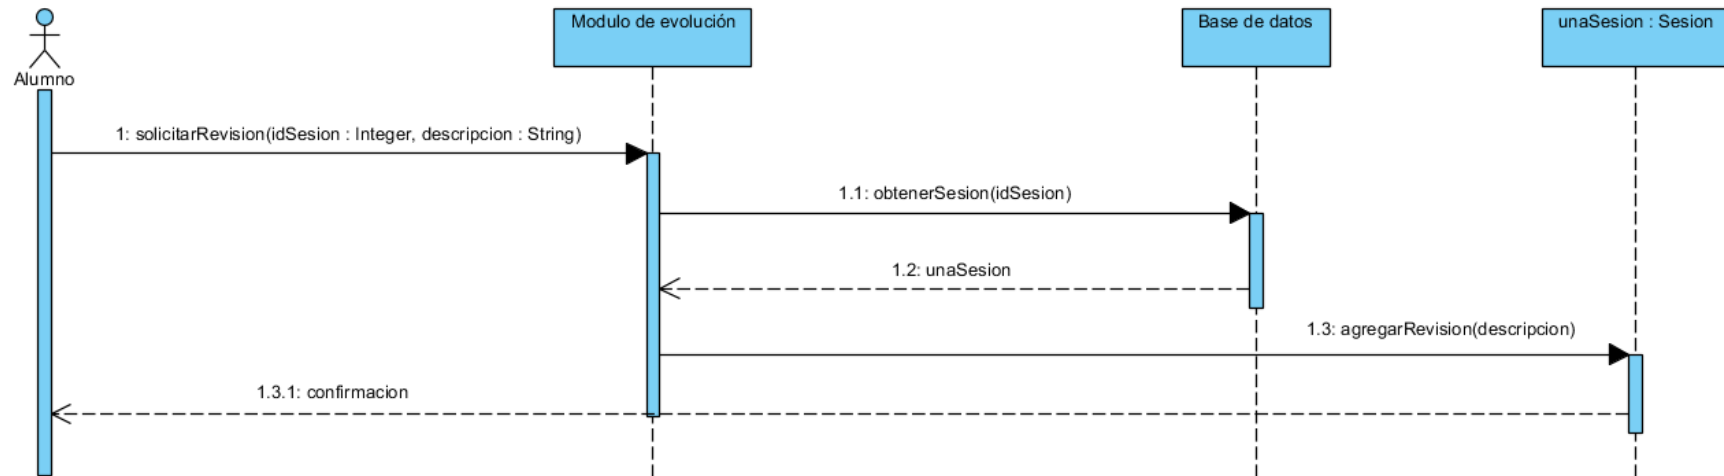 Modulo de evolución
Base de datos
unaSesion : Sesion
Alumno
1: solicitarRevision(idSesion : Integer, descripcion : String)
1.1: obtenerSesion(idSesion)
1.2: unaSesion
1.3: agregarRevision(descripcion)
1.3.1: confirmacion